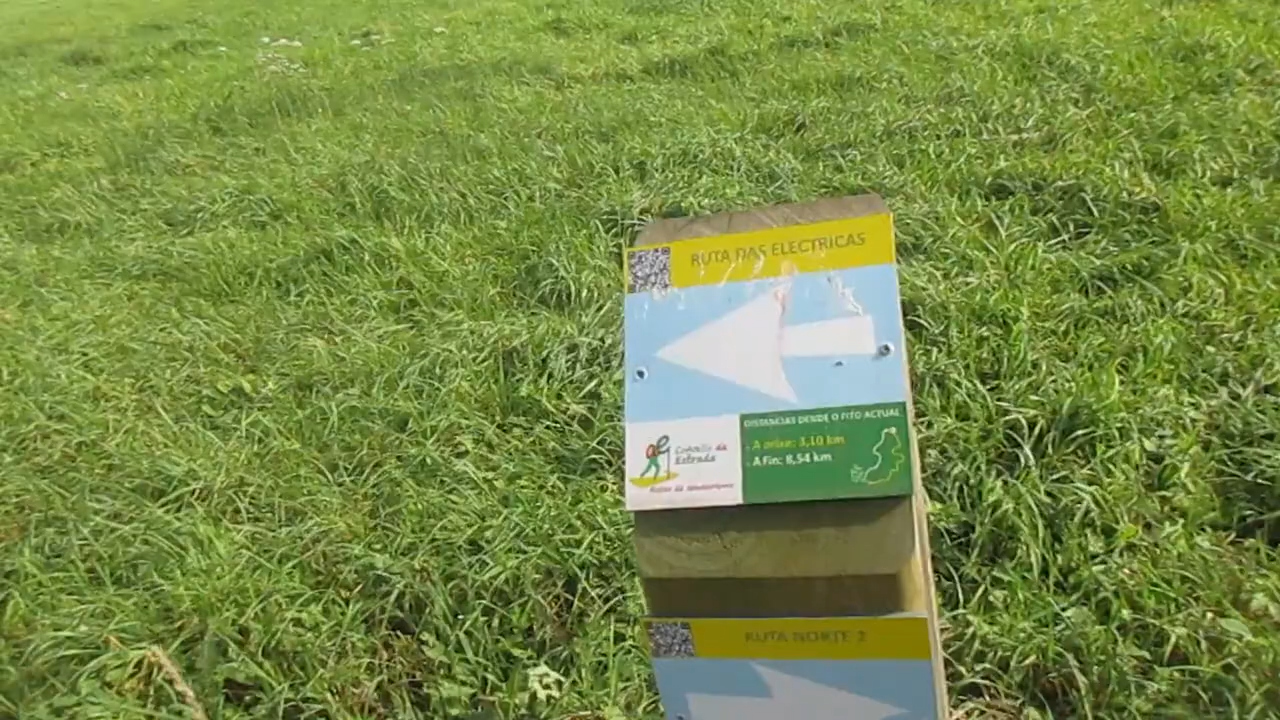 RUTA DAS ELECTRICAS
DISTANCIAS DESDE O FITO ACTUAL
- A orixe: 3,10 km
- A Fin: 8,54 km
Concello da
Estrada
RUTA NORTE 2